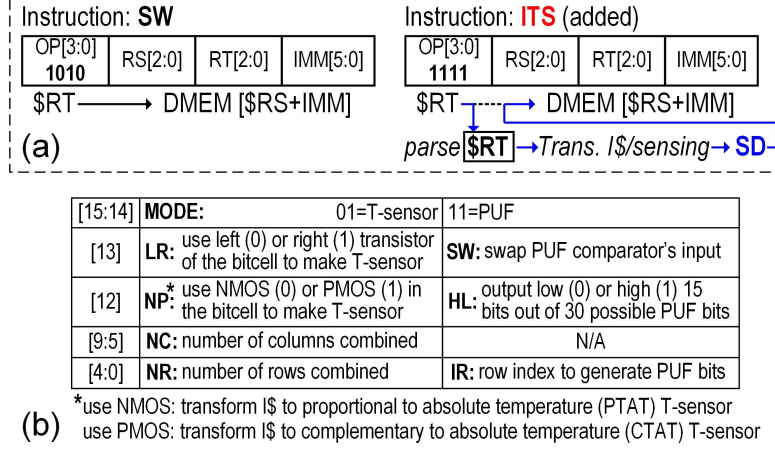 Instruction: SW
OP[3:0] 1010 RS[2:0] RT[2:0] IMM[5:0]
$RT DMEM [$RS+IMM]
Instruction: ITS (added)
OP[3:0] 1111 RS[2:0] RT[2:0] IMM[5:0]
$RT DMEM [$RS+IMM]
parse $RT Trans. I$/sensing SD
(a)
[15:14] MODE: 01=T-sensor 11=PUF
[13] LR: use left (0) or right (1) transistor of the bitcell to make T-sensor SW: swap PUF comparator's input
[12] NP*: use NMOS (0) or PMOS (1) in the bitcell to make T-sensor HL: output low (0) or high (1) 15 bits out of 30 possible PUF bits
[9:5] NC: number of columns combined N/A
[4:0] NR: number of rows combined IR: row index to generate PUF bits
*use NMOS: transform I$ to proportional to absolute temperature (PTAT) T-sensor
use PMOS: transform I$ to complementary to absolute temperature (CTAT) T-sensor
(b)